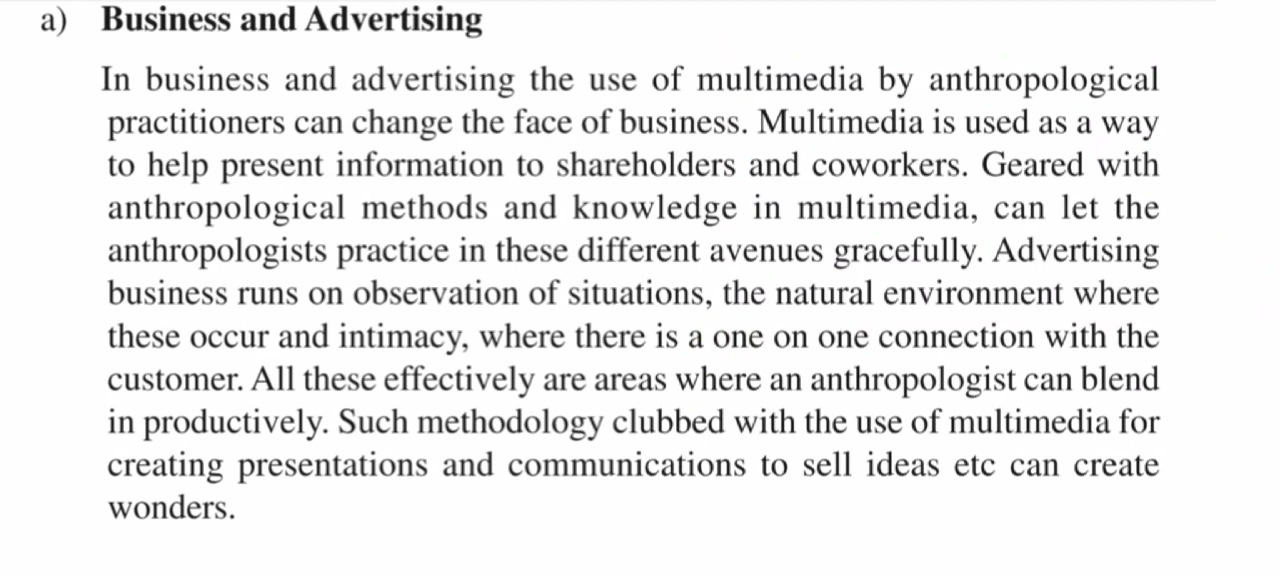 a) Business and Advertising
In business and advertising the use of multimedia by anthropological
practitioners can change the face of business. Multimedia is used as a way
to help present information to shareholders and coworkers. Geared with
anthropological methods and knowledge in multimedia, can let the
anthropologists practice in these different avenues gracefully. Advertising
business runs on observation of situations, the natural environment where
these occur and intimacy, where there is a one on one connection with the
customer. All these effectively are areas where an anthropologist can blend
in productively. Such methodology clubbed with the use of multimedia for
creating presentations and communications to sell ideas etc can create
wonders.